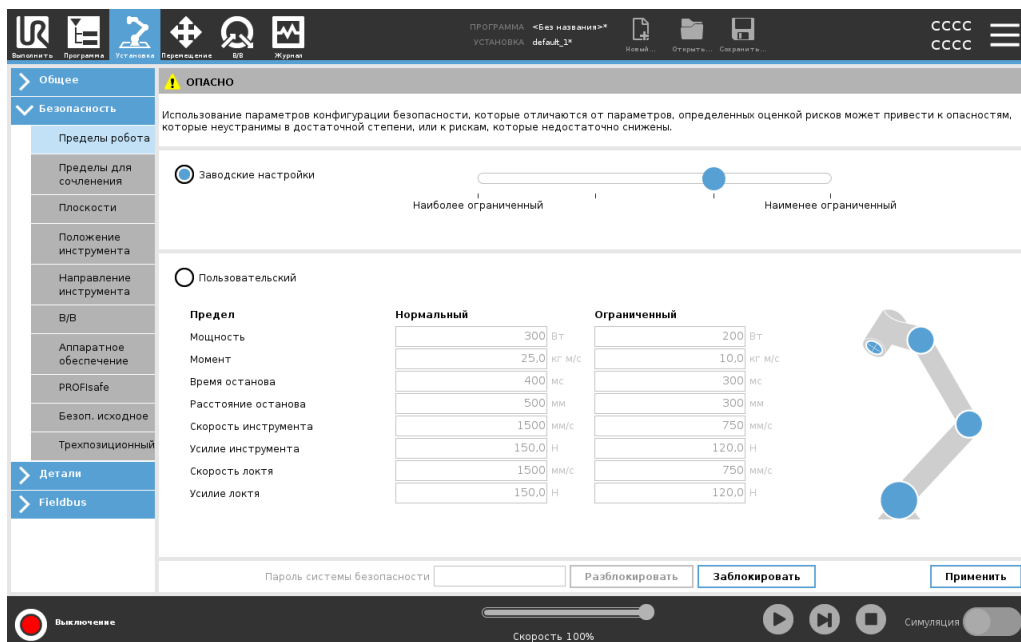 UR
ПРОГРАММА <Без названия>*
УСТАНОВКА default_1*
cccc
cccc
Выполнить Программа Установка Перемещение В/В Журнал
Новый... Открыть... Сохранить...
Общее
Безопасность
Пределы робота
Пределы для
сочленения
Плоскости
Положение
инструмента
Направление
инструмента
В/В
Аппаратное
обеспечение
PROFIsafe
Безоп. исходное
Трехпозиционный
Детали
Fieldbus
ОПАСНО
Использование параметров конфигурации безопасности, которые отличаются от параметров, определенных оценкой рисков может привести к опасностям,
которые неустранимы в достаточной степени, или к рискам, которые недостаточно снижены.
Заводские настройки
Наиболее ограниченный Наименее ограниченный
Пользовательский
Предел Нормальный Ограниченный
Мощность 300 Вт 200 Вт
Момент 25,0 кг м/с 10,0 кг м/с
Время останова 400 мс 300 мс
Расстояние останова 500 мм 300 мм
Скорость инструмента 1500 мм/с 750 мм/с
Усилие инструмента 150,0 Н 120,0 Н
Скорость локтя 1500 мм/с 750 мм/с
Усилие локтя 150,0 Н 120,0 Н
Пароль системы безопасности Разблокировать Заблокировать Применить
Выключение
Скорость 100%
Симуляция